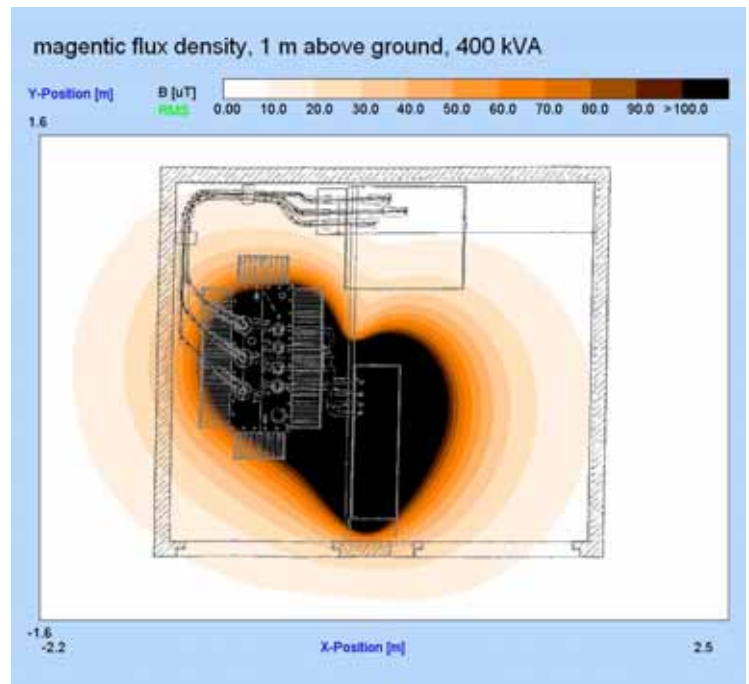 magentic flux density, 1 m above ground, 400 kVA
Y-Position [m]
B [uT]
RMS
0.00 10.0 20.0 30.0 40.0 50.0 60.0 70.0 80.0 90.0 >100.0
1.6
-1.6
-2.2
X-Position [m]
2.5